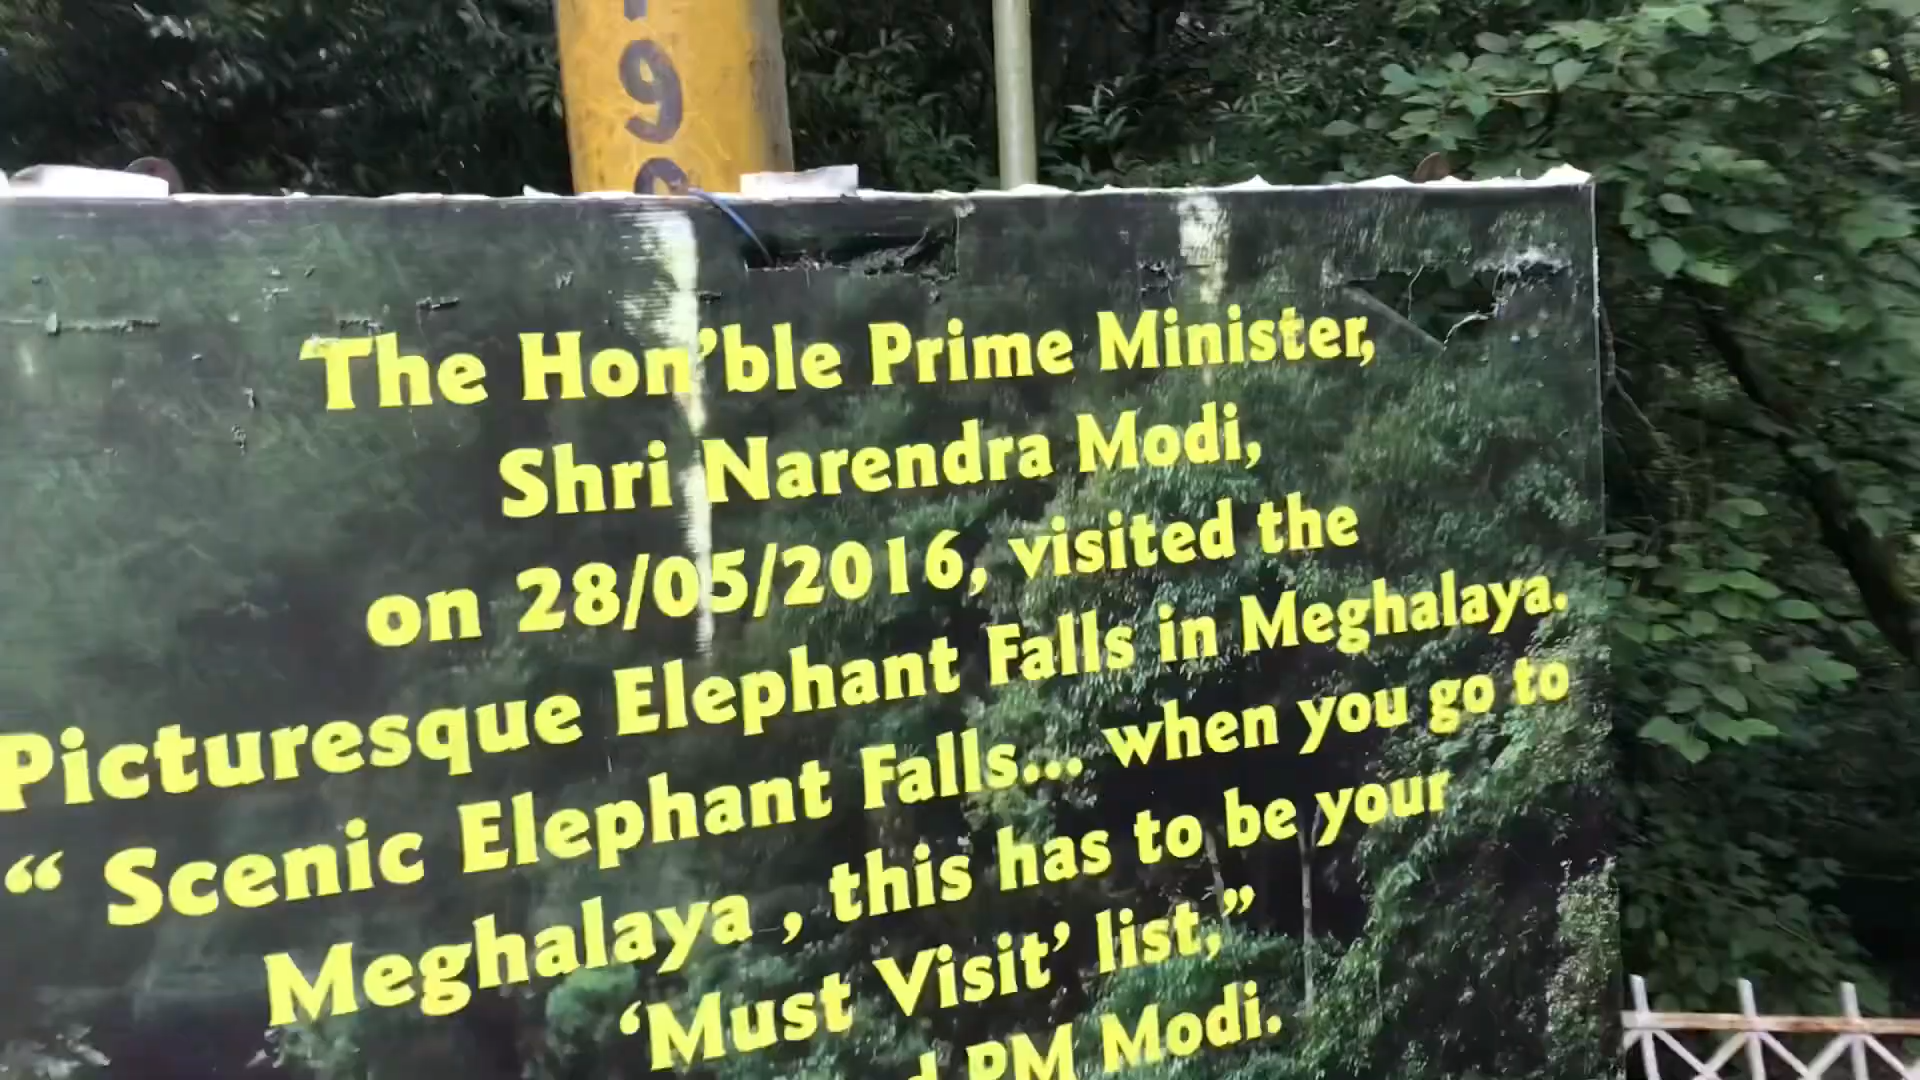 19
The Hon'ble Prime Minister,
Shri Narendra Modi,
on 28/05/2016, visited the
Picturesque Elephant Falls in Meghalaya.
“ Scenic Elephant Falls... when you go to
Meghalaya , this has to be your
‘Must Visit’ list,”
PM Modi.